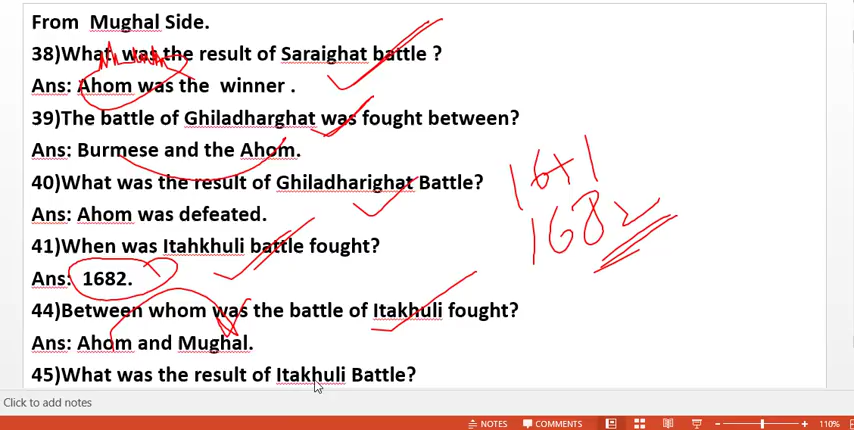 From Mughal Side.
38)What was the result of Saraighat battle ?
Ans: Ahom was the winner .
39)The battle of Ghiladharghat was fought between?
Ans: Burmese and the Ahom.
40)What was the result of Ghiladharighat Battle?
Ans: Ahom was defeated.
41)When was Itahkhuli battle fought?
Ans: 1682.
44)Between whom was the battle of Itakhuli fought?
Ans: Ahom and Mughal.
45)What was the result of Itakhuli Battle?
1682
Click to add notes
NOTES COMMENTS 110%